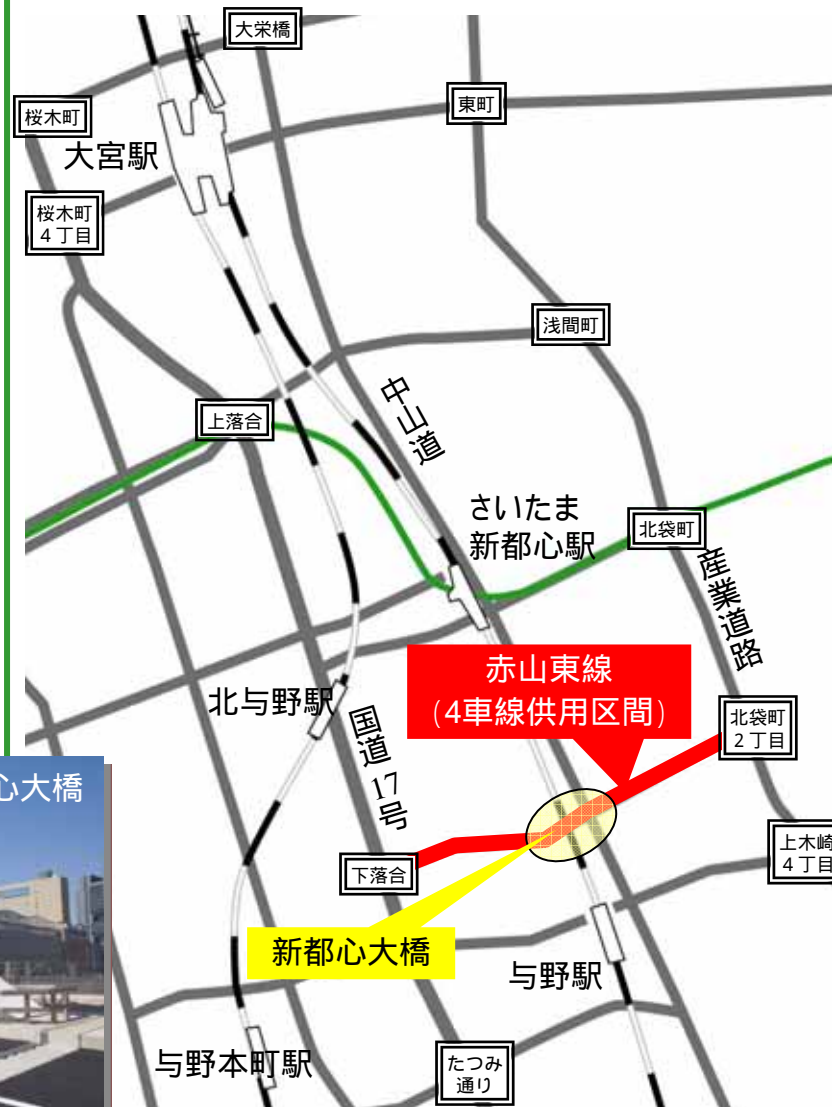 大栄橋
桜木町
東町
大宮駅
桜木町
4丁目
浅間町
中山道
上落合
さいたま
新都心駅
北袋町
産業道路
赤山東線
(4車線供用区間)
北与野駅
国道17号
北袋町
2丁目
心大橋
下落合
上木崎
4丁目
新都心大橋
与野駅
与野本町駅
たつみ
通り